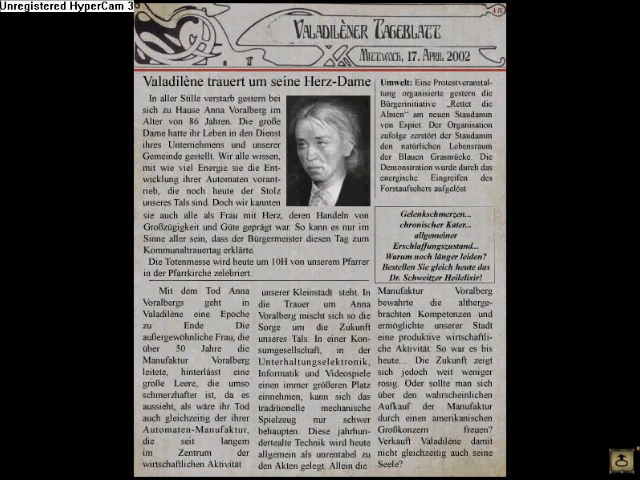 Unregistered HyperCam 3
Valadilèner Tageblatt
Mittwoch, 17. April 2002
Valadilène trauert um seine Herz-Dame
In aller Stille verstarb gestern bei
sich zu Hause Anna Voralberg im
Alter von 86 Jahren. Die große
Dame hatte ihr Leben in den Dienst
ihres Unternehmens und unserer
Gemeinde gestellt. Wir alle wissen,
mit wie viel Energie sie die Ent-
wicklung ihrer Automaten vorant-
rieb, die noch heute der Stolz
unseres Tals sind. Doch wir kannten
sie auch alle als Frau mit Herz, deren Handeln von
Großzügigkeit und Güte geprägt war. So kann es nur im
Sinne aller sein, dass der Bürgermeister diesen Tag zum
Kommunaltrauertag erklärte.
Die Totenmesse wird heute um 10H von unserem Pfarrer
in der Pfarrkirche zelebriert.
Umwelt: Eine Protestveranstal-
tung organisierte gestern die
Bürgerinitiative „Rettet die
Almen“ am neuen Staudamm
von Espiet. Der Organisation
zufolge zerstört der Staudamm
den natürlichen Lebensraum
der Blauen Grasmücke. Die
Demonstration wurde durch das
energische Eingreifen des
Forstaufsehers aufgelöst
Gelenkschmerzen...
chronischer Kater...
allgemeiner
Erschlaffungszustand...
Warum noch länger leiden?
Bestellen Sie gleich heute das
Dr. Schweitzer Heilelixir!
Mit dem Tod Anna
Voralbergs geht in
Valadilène eine Epoche
zu Ende Die
außergewöhnliche Frau, die
über 50 Jahre die
Manufaktur Voralberg
leitete, hinterlässt eine
große Leere, die umso
schmerzhafter ist, da es
aussieht, als wäre ihr Tod
auch gleichzeitig der ihrer
Automaten-Manufaktur,
die seit langem
im Zentrum der
wirtschaftlichen Aktivität
unserer Kleinstadt steht. In
die Trauer um Anna
Voralberg mischt sich so die
Sorge um die Zukunft
unseres Tals. In einer Kon-
sumgesellschaft, in der
Unterhaltungselektronik,
Informatik und Videospiele
einen immer größeren Platz
einnehmen, kann sich das
traditionelle mechanische
Spielzeug nur schwer
behaupten. Diese jahrhun-
dertealte Technik wird heute
allgemein als unrentabel zu
den Akten gelegt. Allein die
Manufaktur Voralberg
bewahrte die altherge-
brachten Kompetenzen und
ermöglichte unserer Stadt
eine produktive wirtschaftli-
che Aktivität. So war es bis
heute... Die Zukunft zeigt
sich jedoch weit weniger
rosig. Oder sollte man sich
über den wahrscheinlichen
Aufkauf der Manufaktur
durch einen amerikanischen
Großkonzern freuen?
Verkauft Valadilène damit
nicht gleichzeitig auch seine
Seele?